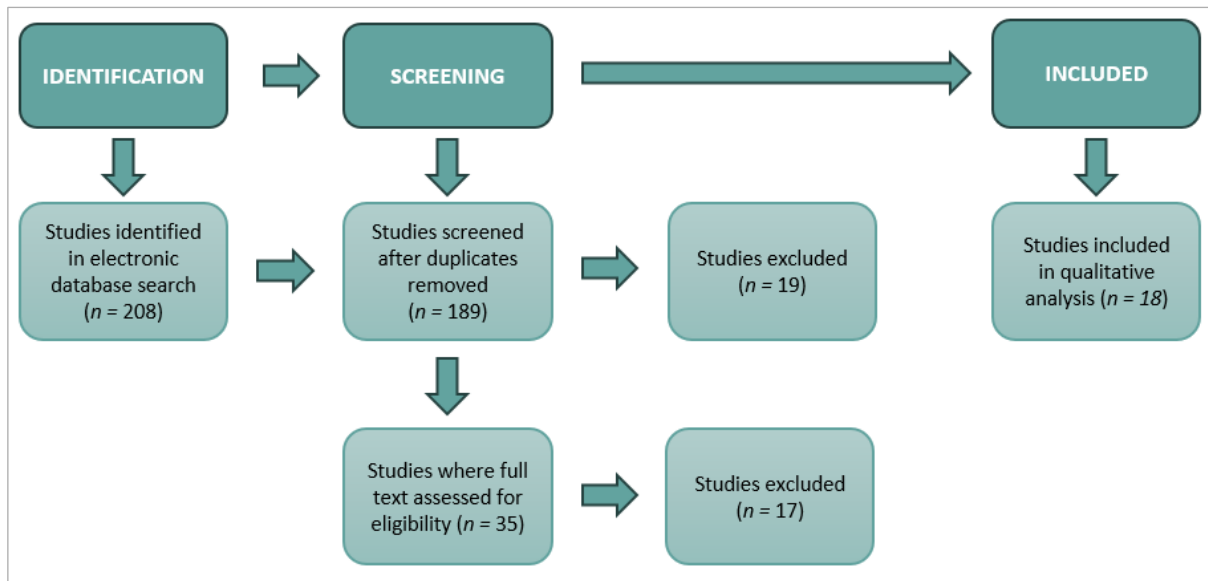 IDENTIFICATION
SCREENING
INCLUDED
Studies identified
in electronic
database search
(n = 208)
Studies screened
after duplicates
removed
(n = 189)
Studies excluded
(n = 19)
Studies included
in qualitative
analysis (n = 18)
Studies where full
text assessed for
eligibility (n = 35)
Studies excluded
(n = 17)